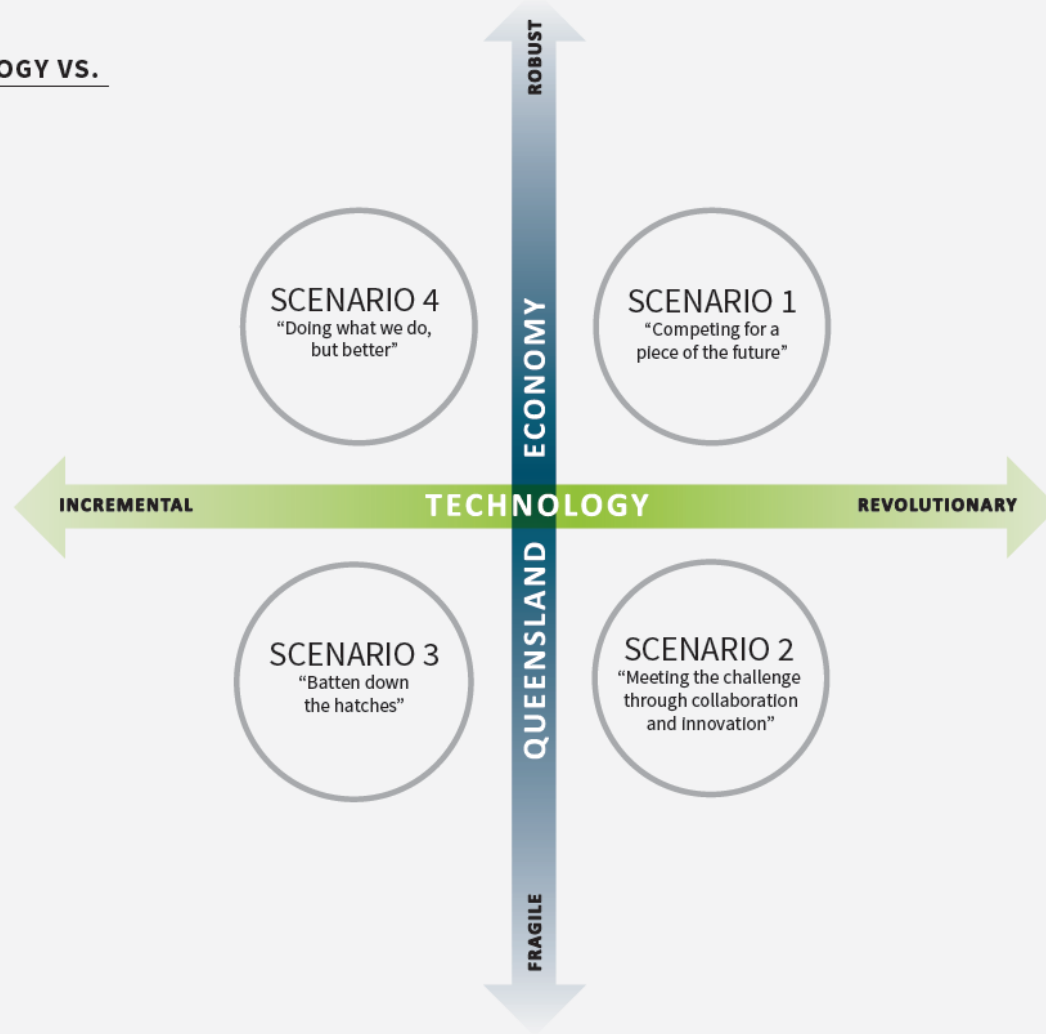 OGY VS.
ROBUST
SCENARIO 4
“Doing what we do,
but better”
SCENARIO 1
“Competing for a
piece of the future”
QUEENSLAND ECONOMY
INCREMENTAL
TECHNOLOGY
REVOLUTIONARY
SCENARIO 3
“Batten down
the hatches”
SCENARIO 2
“Meeting the challenge
through collaboration
and innovation”
FRAGILE